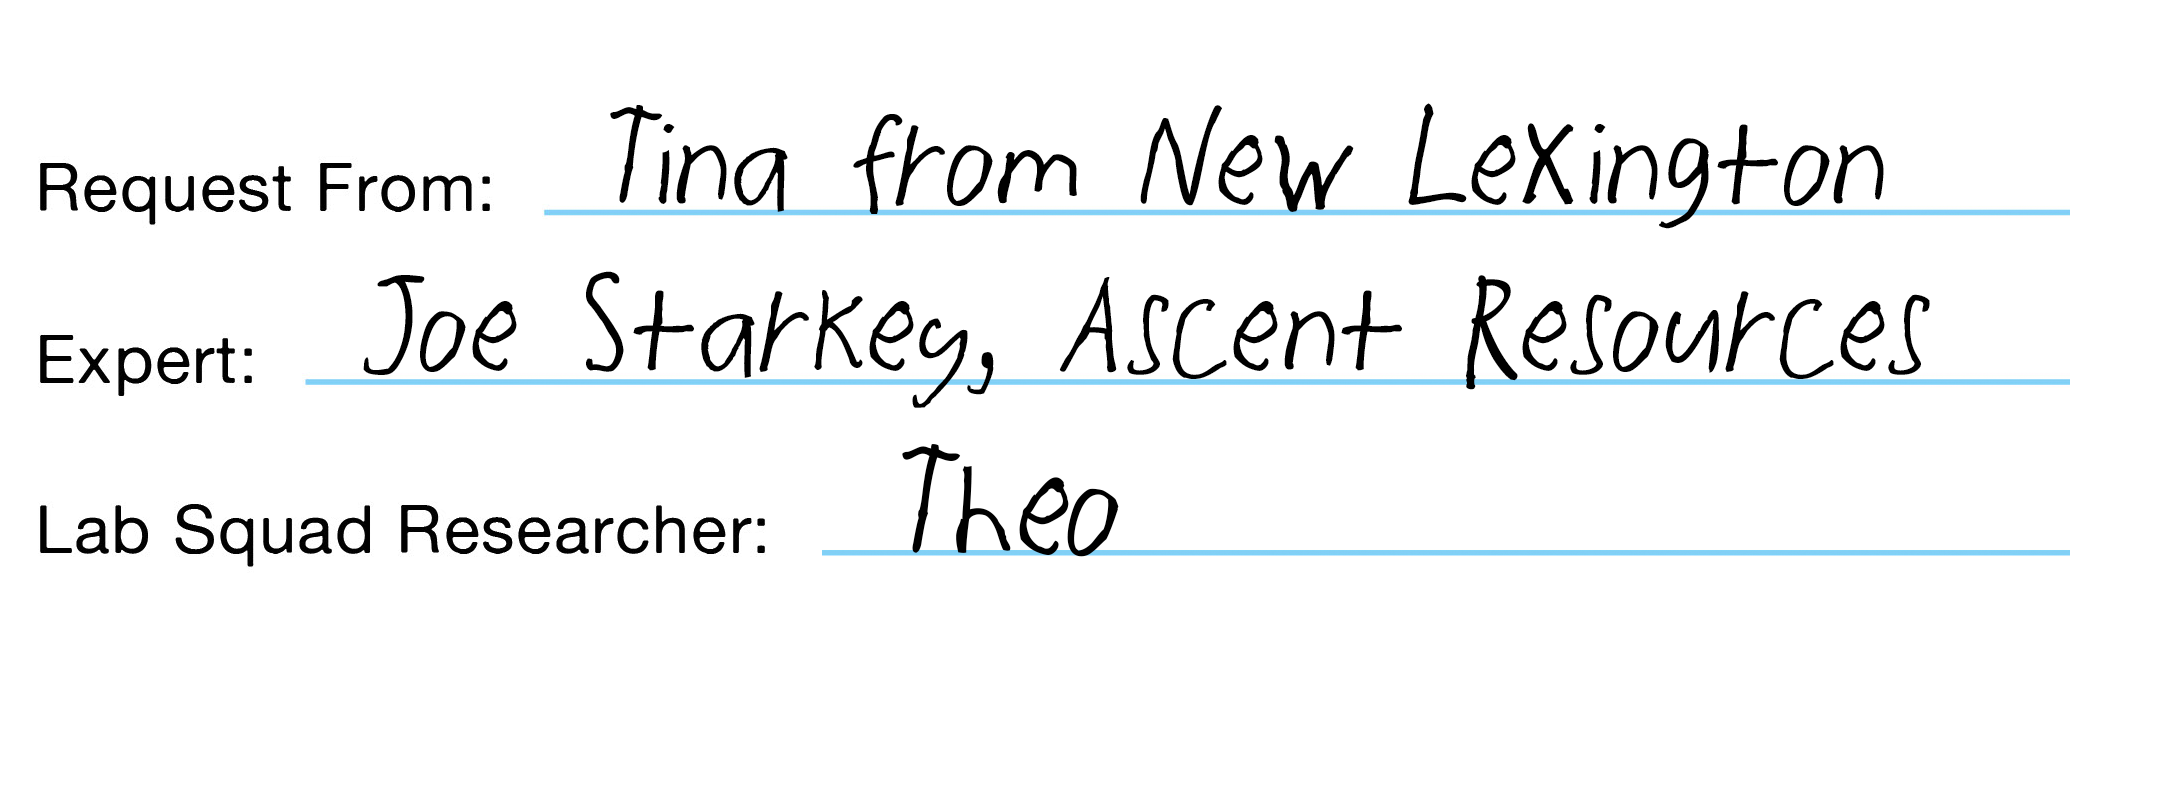 Request From: Tina from New Lexington
Expert: Joe Starkey, Ascent Resources
Lab Squad Researcher: Theo